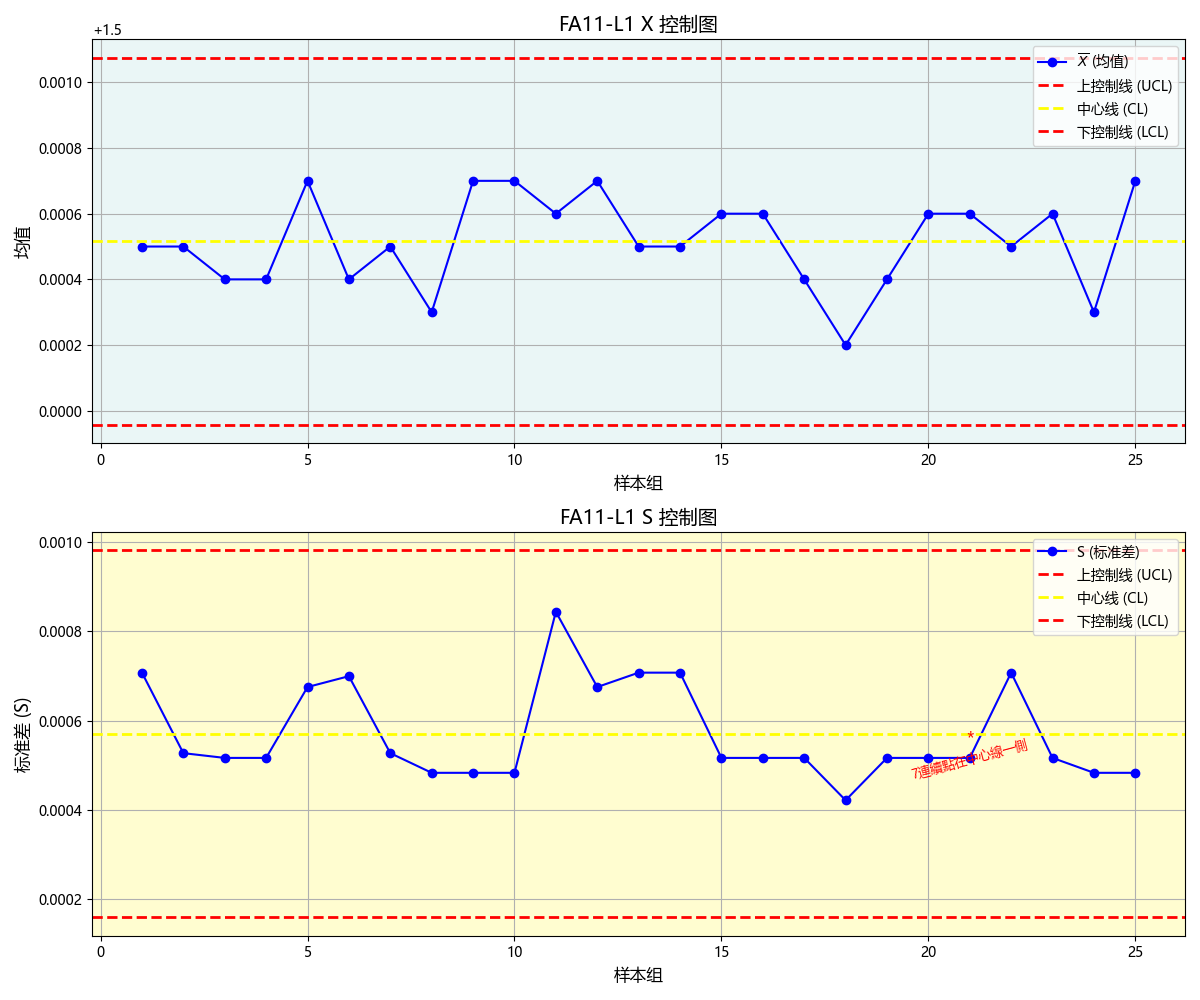 FA11-L1 X 控制图
+1.5
0.0010
0.0008
0.0006
0.0004
0.0002
0.0000
均值
X (均值)
上控制线 (UCL)
中心线 (CL)
下控制线 (LCL)
0 5 10 15 20 25
样本组
FA11-L1 S 控制图
0.0010
0.0008
0.0006
0.0004
0.0002
标准差 (S)
S (标准差)
上控制线 (UCL)
中心线 (CL)
下控制线 (LCL)
*
7連續點在中心線一側
0 5 10 15 20 25
样本组